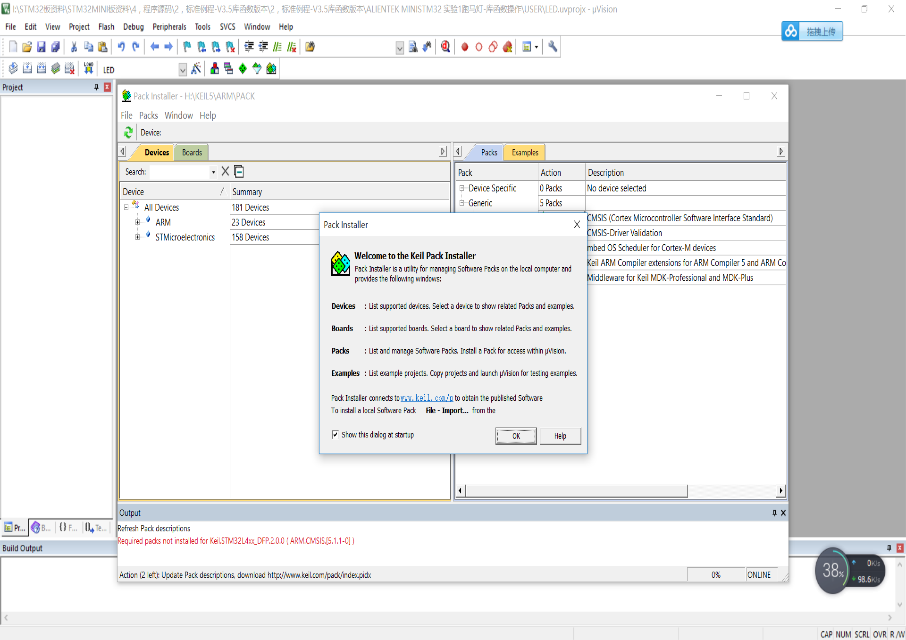 I:\STM32板资料\STM32MINI板资料\4，程序源码\2，标准例程-V3.5库函数版本\2，标准例程-V3.5库函数版本\ALIENTEK MINISTM32 实验1跑马灯-库函数操作\USER\LED.uvprojx - µVision
File Edit View Project Flash Debug Peripherals Tools SVCS Window Help
拖拽上传
LED
Project
Pack Installer - H:\KEIL5\ARM\PACK
File Packs Window Help
Device:
Devices Boards
Packs Examples
Search:
Pack Action Description
Device / Summary
Device Specific 0 Packs No device selected
All Devices 181 Devices
Generic 5 Packs
ARM 23 Devices
CMSIS (Cortex Microcontroller Software Interface Standard)
STMicroelectronics 158 Devices
CMSIS-Driver Validation
mbed OS Scheduler for Cortex-M devices
Keil ARM Compiler extensions for ARM Compiler 5 and ARM Co
Middleware for Keil MDK-Professional and MDK-Plus
Pack Installer
Welcome to the Keil Pack Installer
Pack Installer is a utility for managing Software Packs on the local computer and
provides the following windows:
Devices : List supported devices. Select a device to show related Packs and examples.
Boards : List supported boards. Select a board to show related Packs and examples.
Packs : List and manage Software Packs. Install a Pack for access within µVision.
Examples : List example projects. Copy projects and launch µVision for testing examples.
Pack Installer connects to www.keil.com/p to obtain the published Software
To install a local Software Pack File - Import... from the
Show this dialog at startup
OK Help
Output
Refresh Pack descriptions
Required packs not installed for Keil.STM32L4xx_DFP.2.0.0 ( ARM.CMSIS.[5.1.1-0] )
Action (2 left): Update Pack descriptions, download http://www.keil.com/pack/index.pidx
0% ONLINE
Pr... B... {} F... Te...
Build Output
38%
0K/s
98.6K/s
CAP NUM SCRL OVR R/W